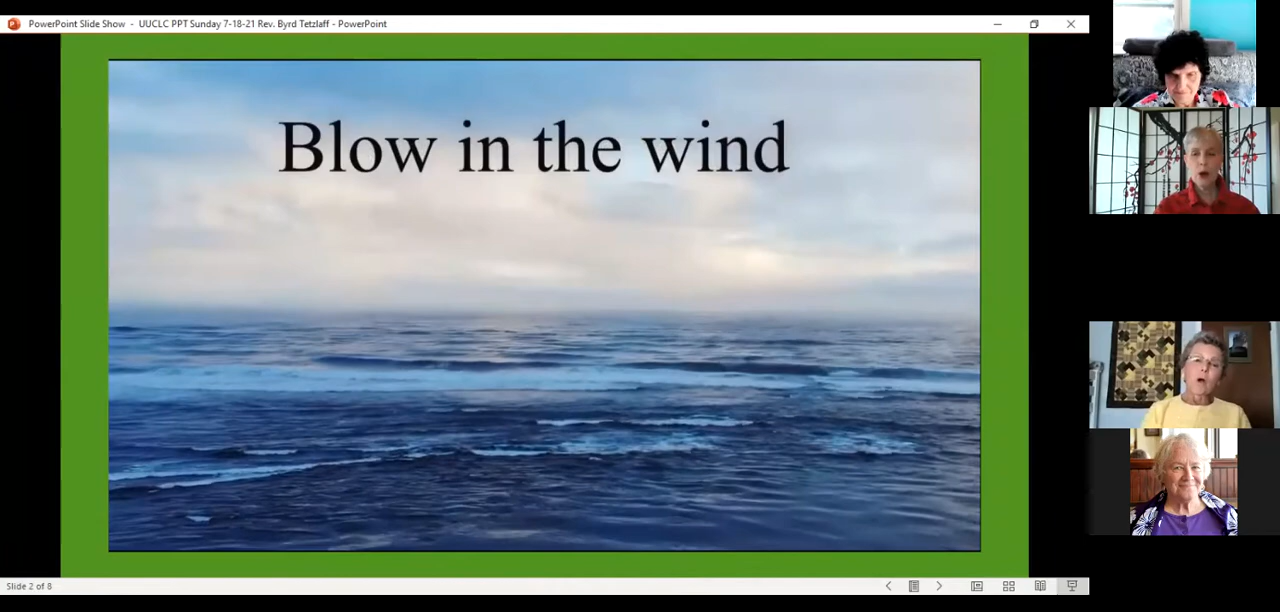 PowerPoint Slide Show - UUCLC PPT Sunday 7-18-21 Rev. Byrd Tetzlaff - PowerPoint
Blow in the wind
Slide 2 of 8